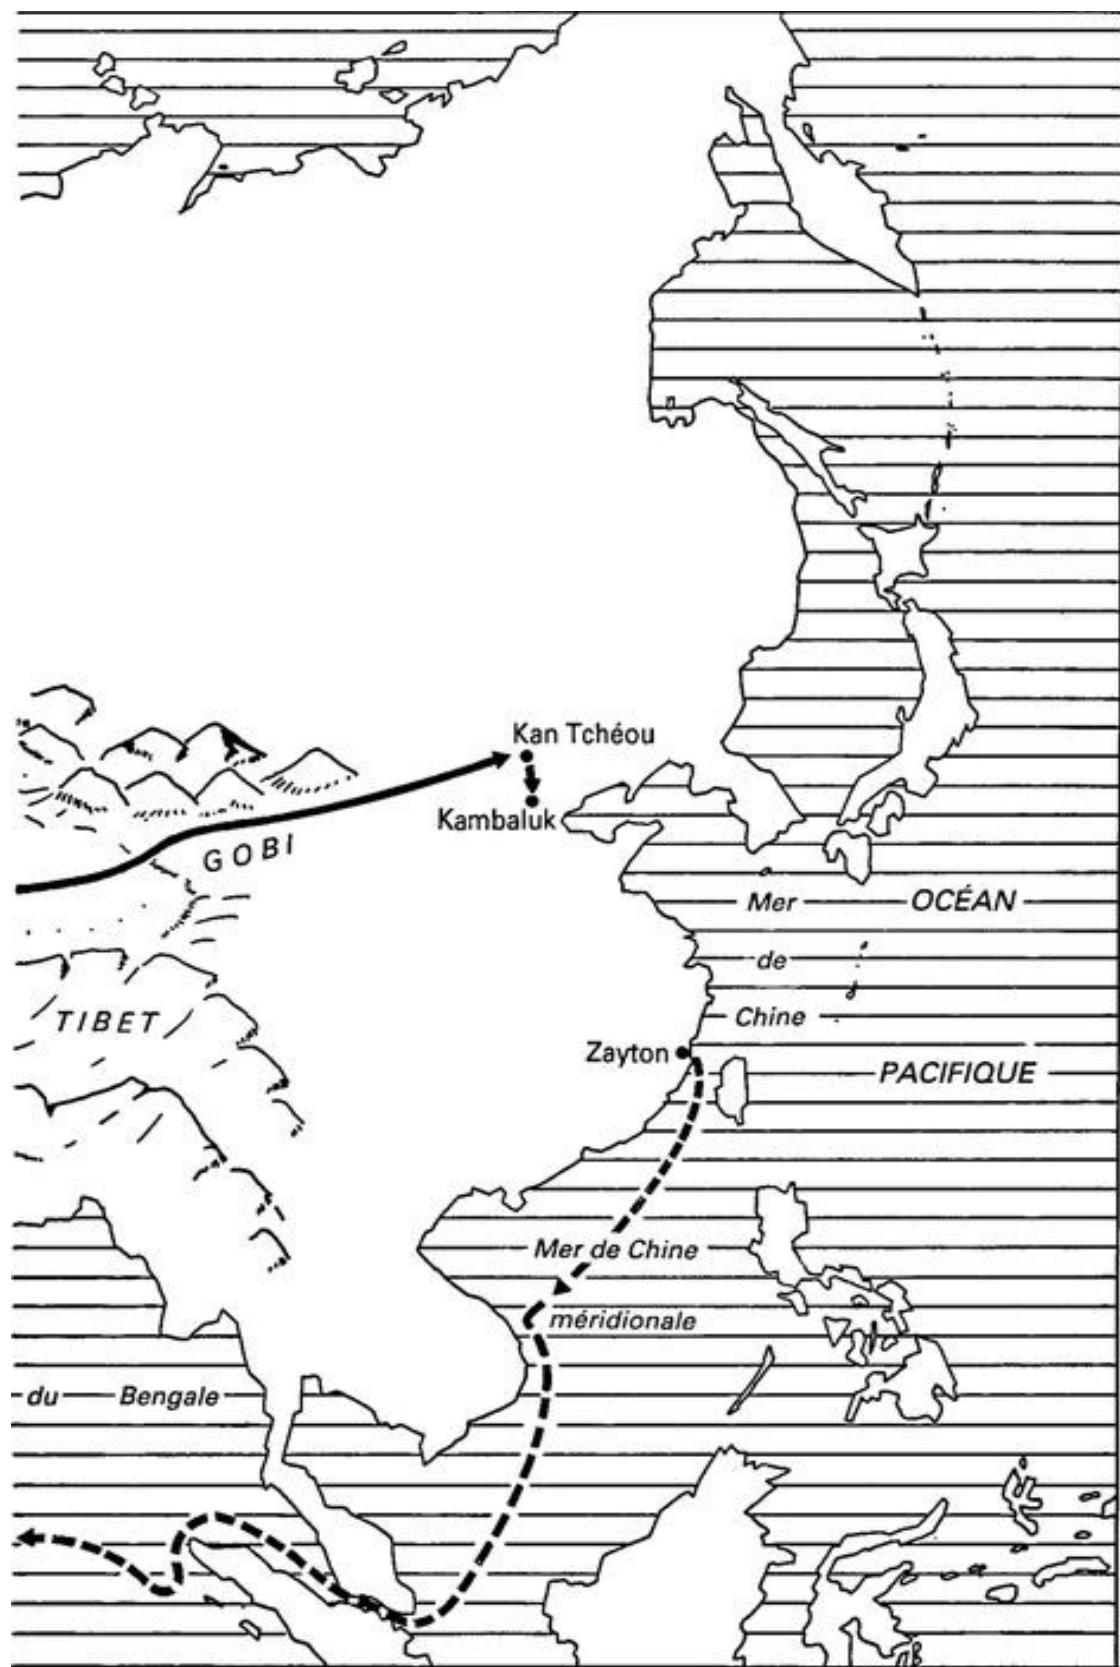 Kan Tchéou
Kambaluk
GOBI
Mer
OCÉAN
de
TIBET
Chine
Zayton
PACIFIQUE
Mer de Chine
méridionale
du Bengale